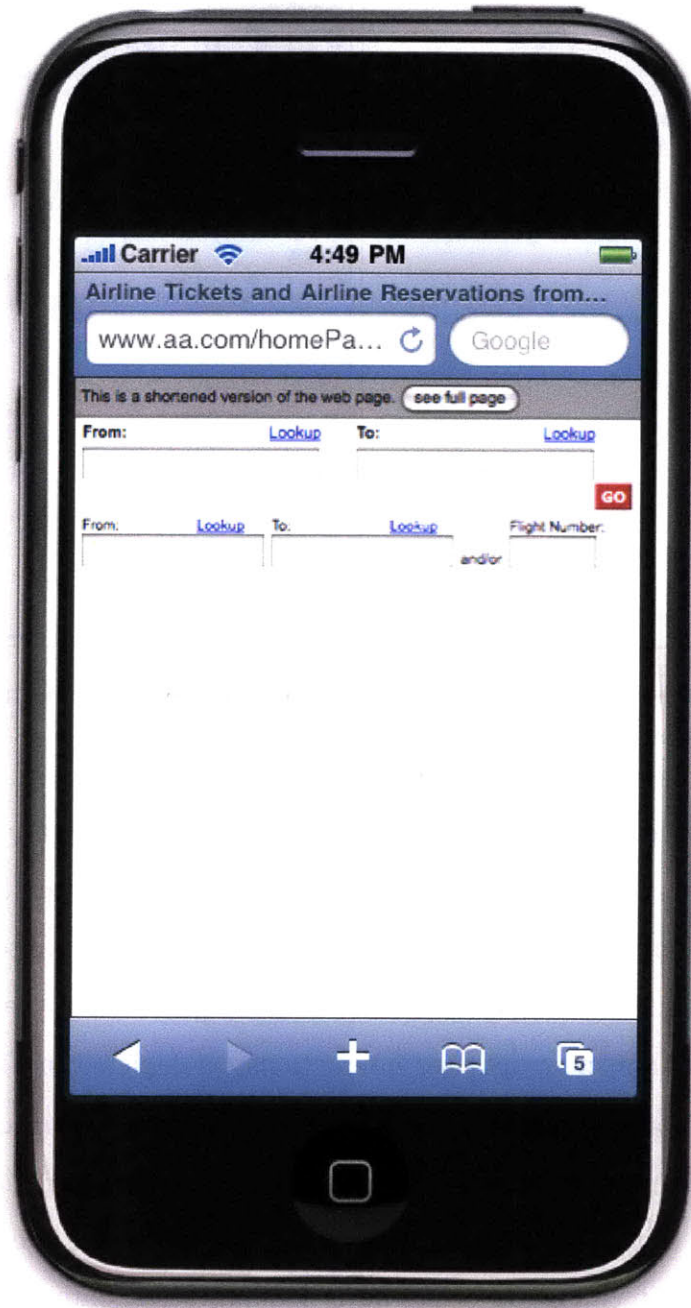 Carrier 4:49 PM
Airline Tickets and Airline Reservations from...
www.aa.com/homePa... Google
This is a shortened version of the web page. see full page
From: Lookup To: Lookup
GO
From: Lookup To: Lookup and/or Flight Number:
5